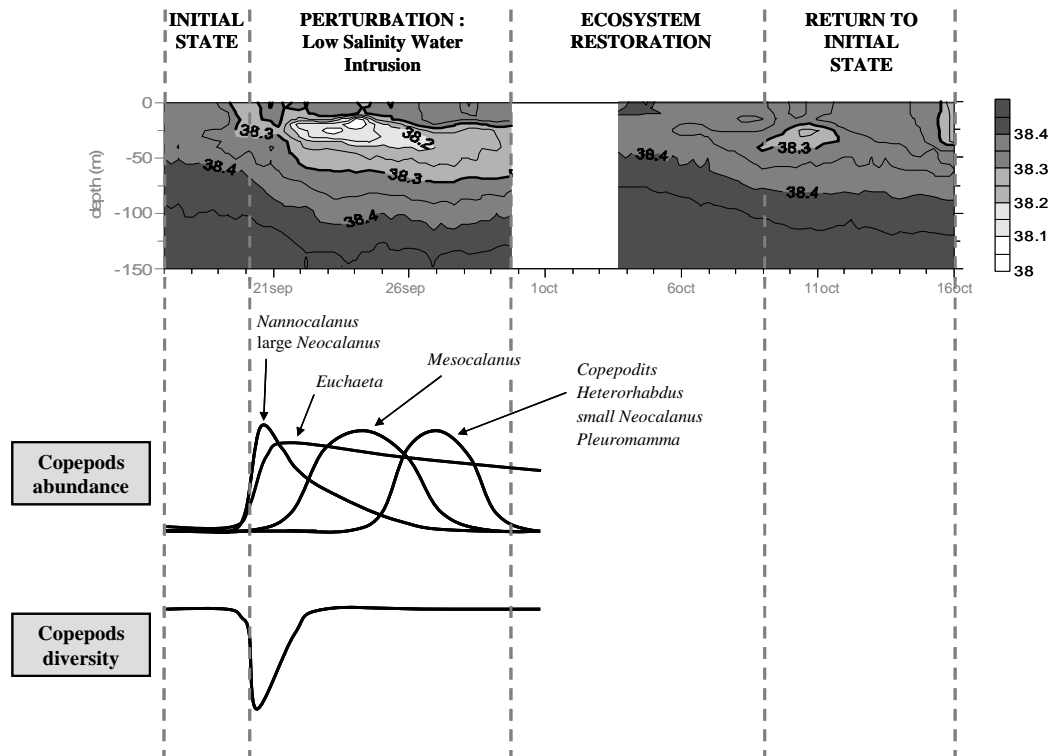 INITIAL
STATE
PERTURBATION :
Low Salinity Water
Intrusion
ECOSYSTEM
RESTORATION
RETURN TO
INITIAL
STATE
0
-50
-100
-150
depth (m)
38.3
38.2
38.4
38.3
38.4
38.4
38.3
38.4
38.4
38.3
38.2
38.1
38
21sep
26sep
1oct
6oct
11oct
16oct
Nannocalanus
large Neocalanus
Euchaeta
Mesocalanus
Copepodits
Heterorhabdus
small Neocalanus
Pleuromamma
Copepods
abundance
Copepods
diversity